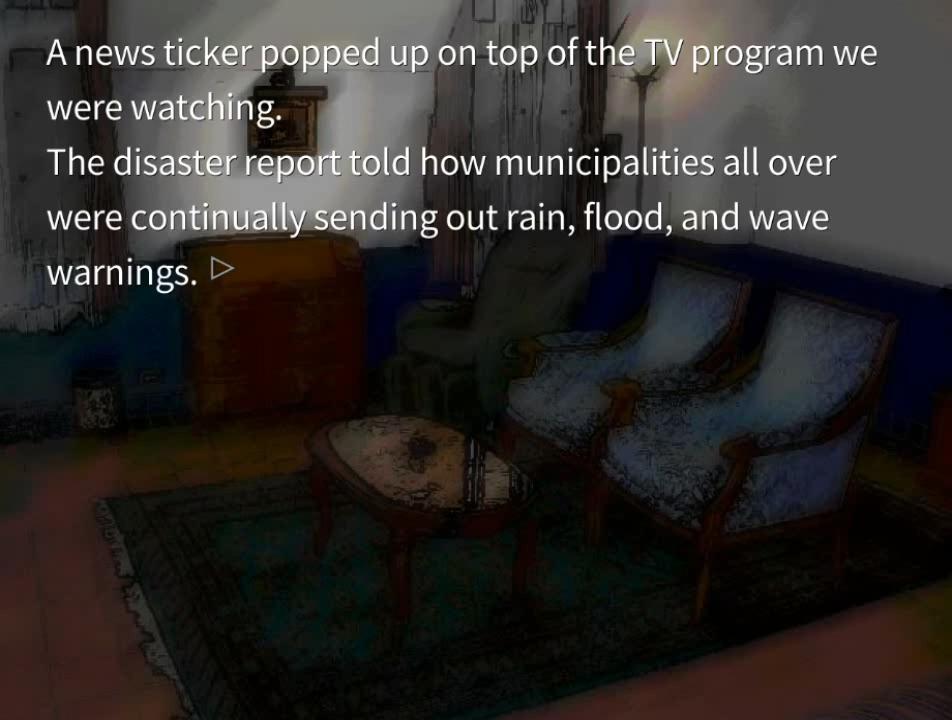 A news ticker popped up on top of the TV program we
were watching.
The disaster report told how municipalities all over
were continually sending out rain, flood, and wave
warnings.